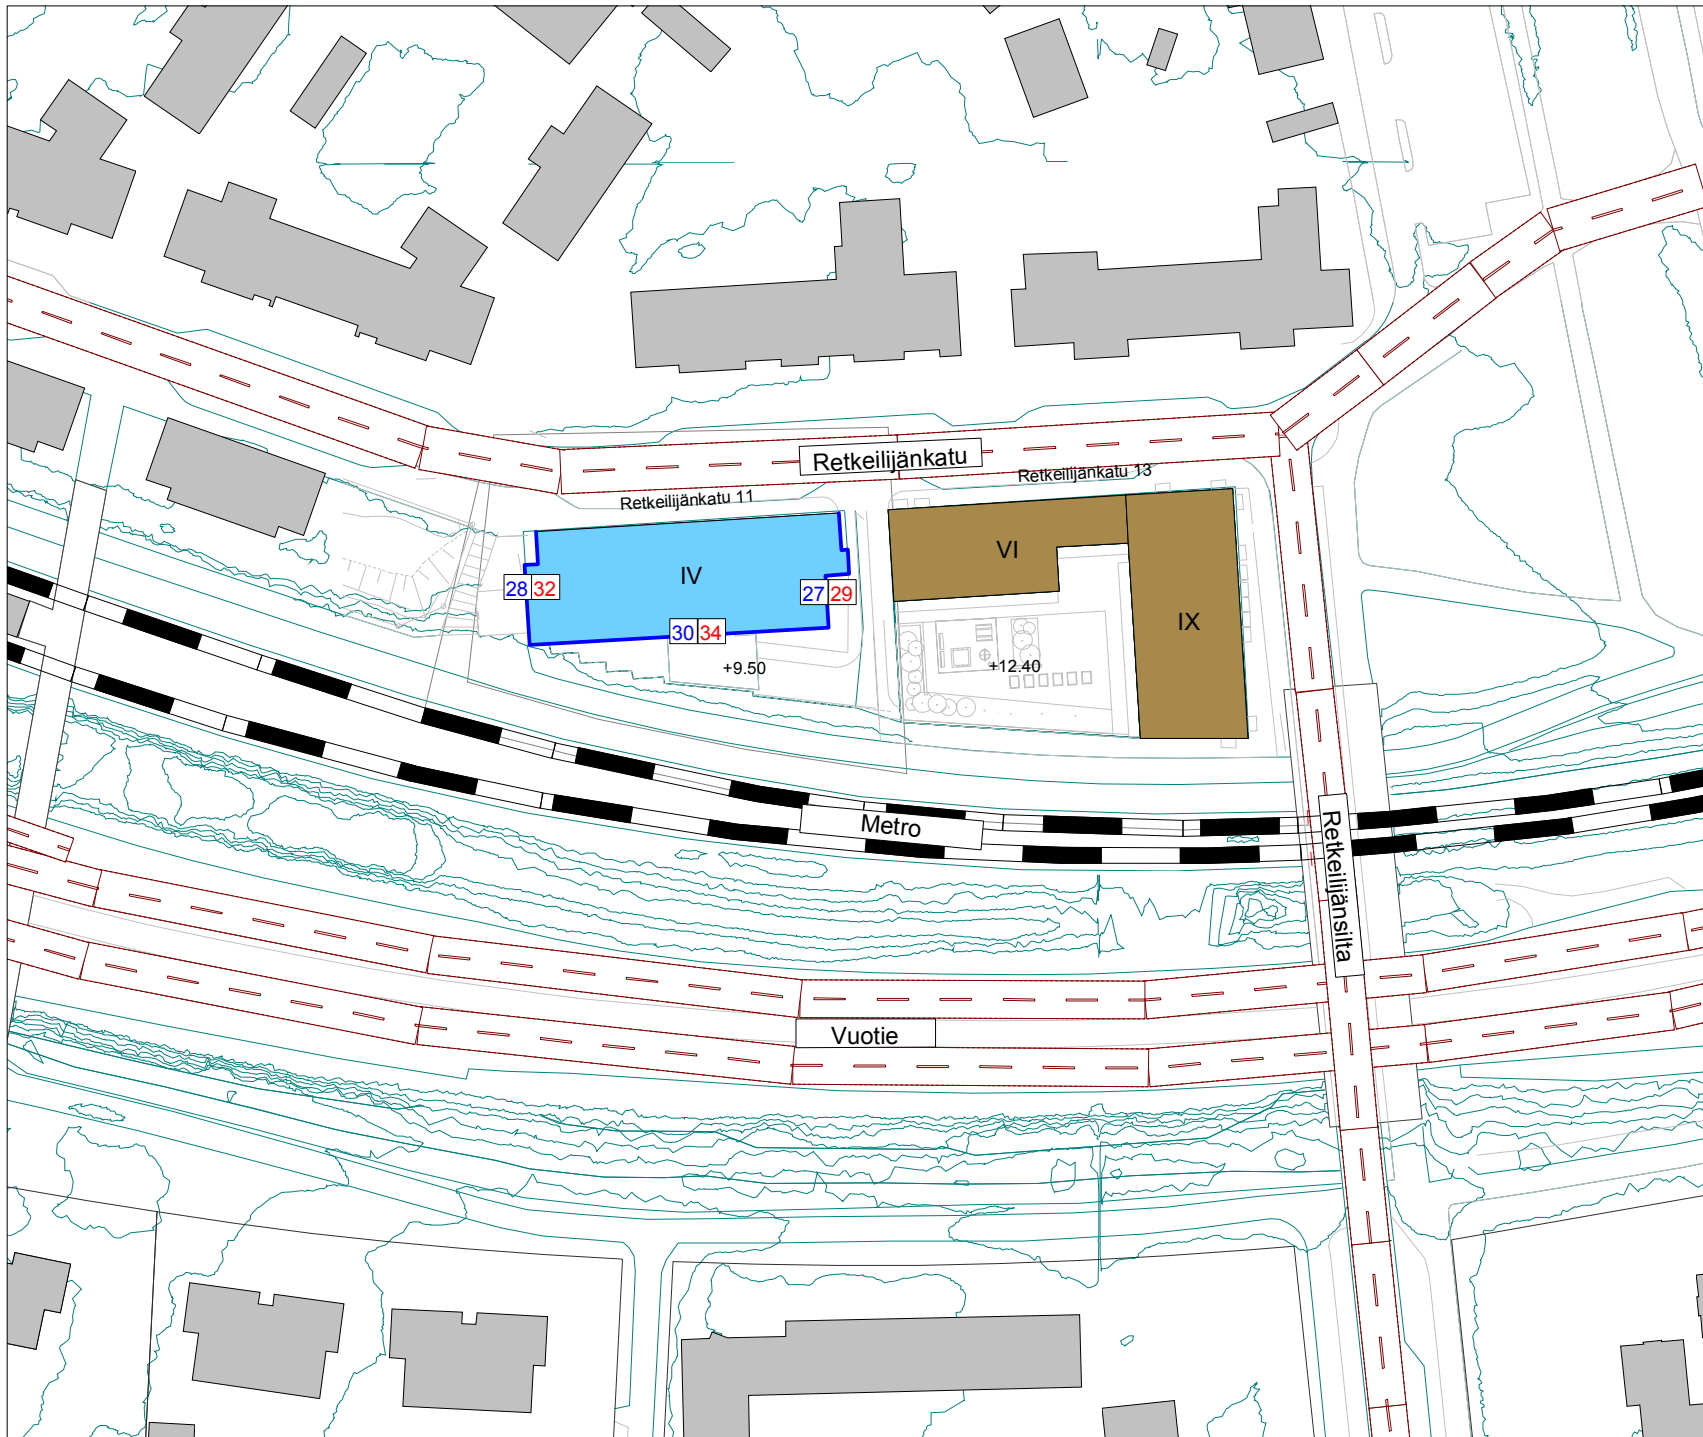 Retkeilijänkatu
Retkeilijänkatu 13
Retkeilijänkatu 11
VI
IV
28 32
27 29
IX
30 34
+9.50
+12.40
Metro
Retkeilijänsilta
Vuotie